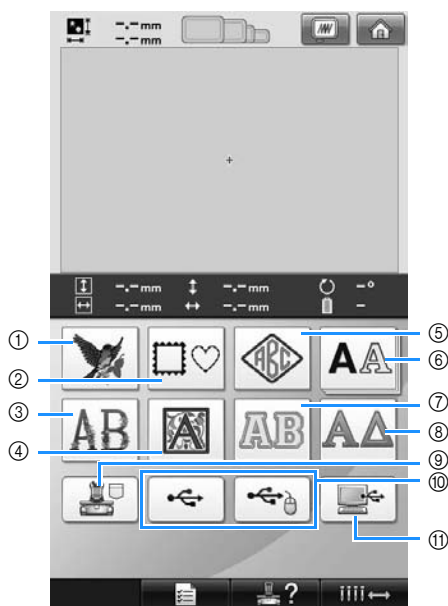 -.- mm
-.- mm
-.- mm -.- mm - °
-.- mm -.- mm -
① ABC ⑤
② A A ⑥
③ AB A AB AΔ ⑦
④ ⑧
⑨
⑩
⑪
?